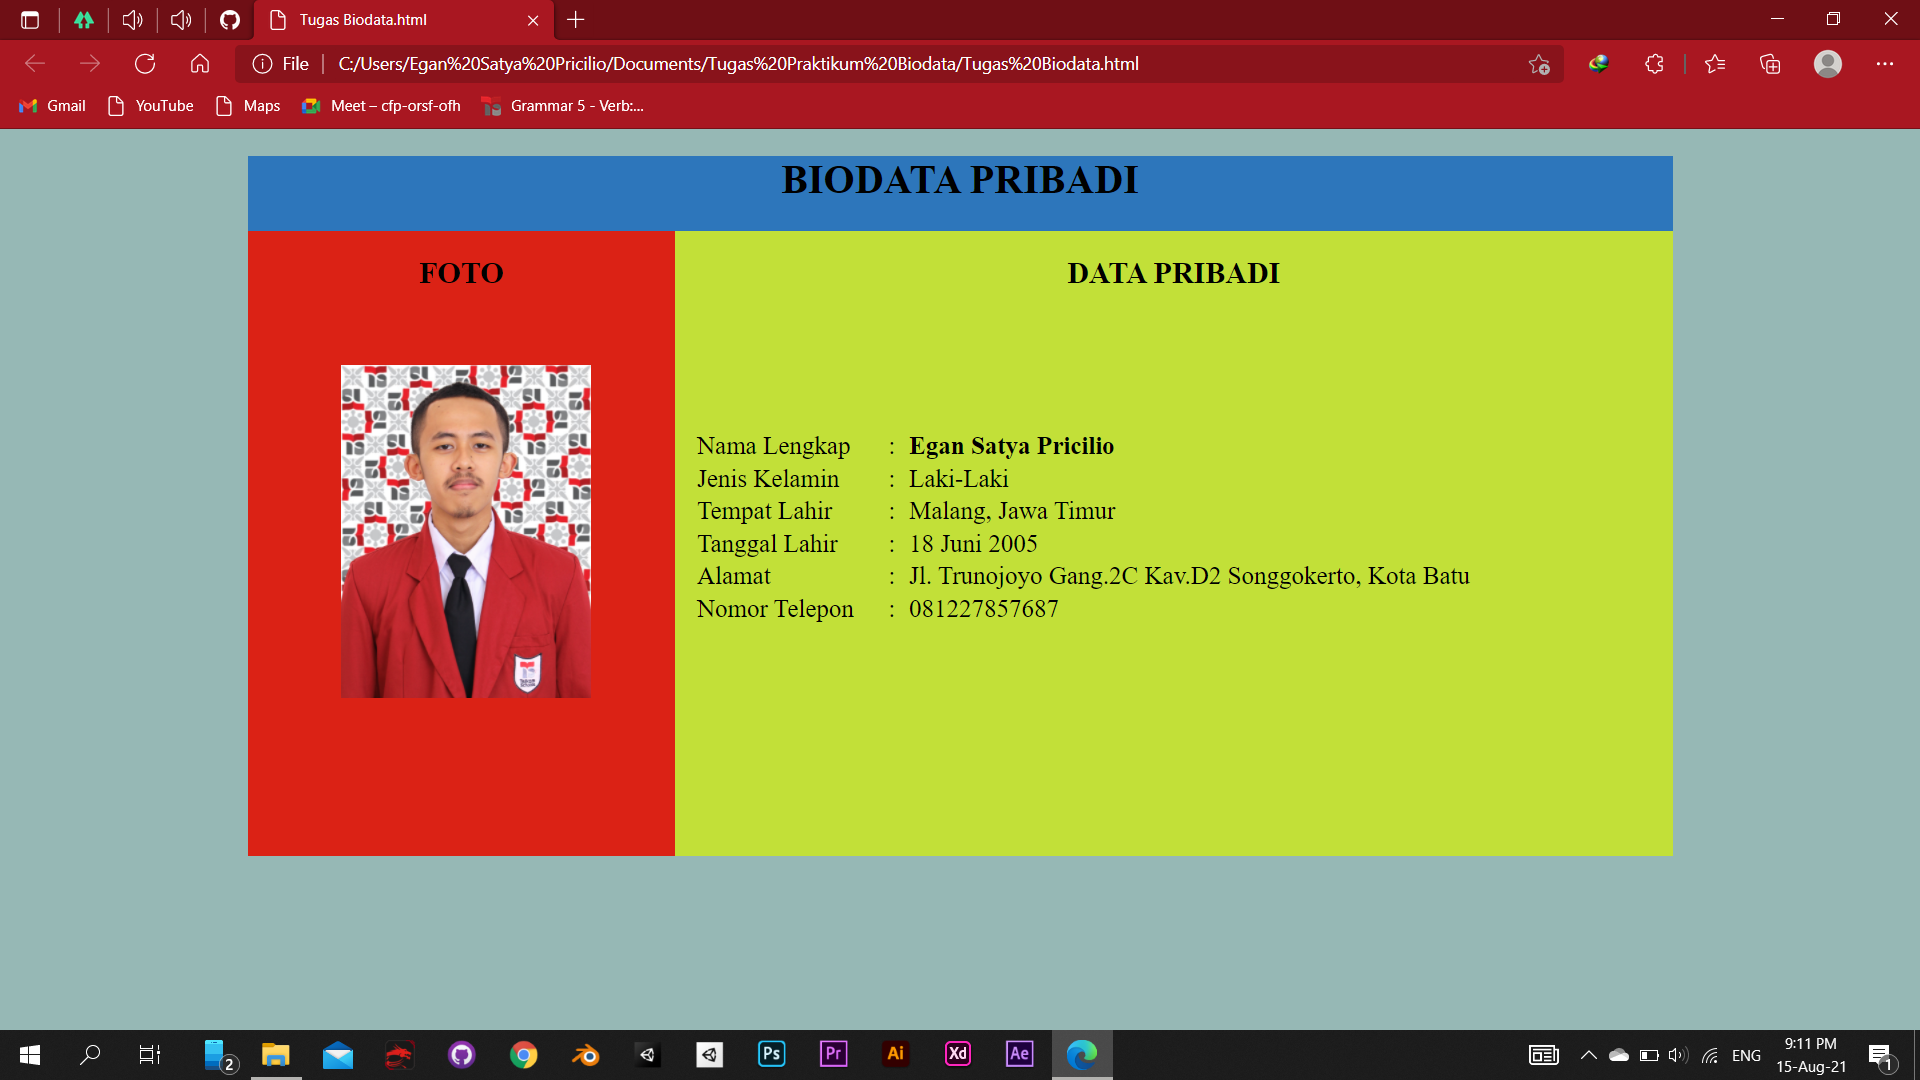 Tugas Biodata.html
File
C:/Users/Egan%20Satya%20Pricilio/Documents/Tugas%20Praktikum%20Biodata/Tugas%20Biodata.html
Gmail YouTube Maps Meet – cfp-orsf-ofh Grammar 5 - Verb:...
BIODATA PRIBADI
FOTO
DATA PRIBADI
Nama Lengkap : Egan Satya Pricilio
Jenis Kelamin : Laki-Laki
Tempat Lahir : Malang, Jawa Timur
Tanggal Lahir : 18 Juni 2005
Alamat : Jl. Trunojoyo Gang.2C Kav.D2 Songgokerto, Kota Batu
Nomor Telepon : 081227857687
2
Ps Pr Ai Xd Ae
ENG
9:11 PM
15-Aug-21
1